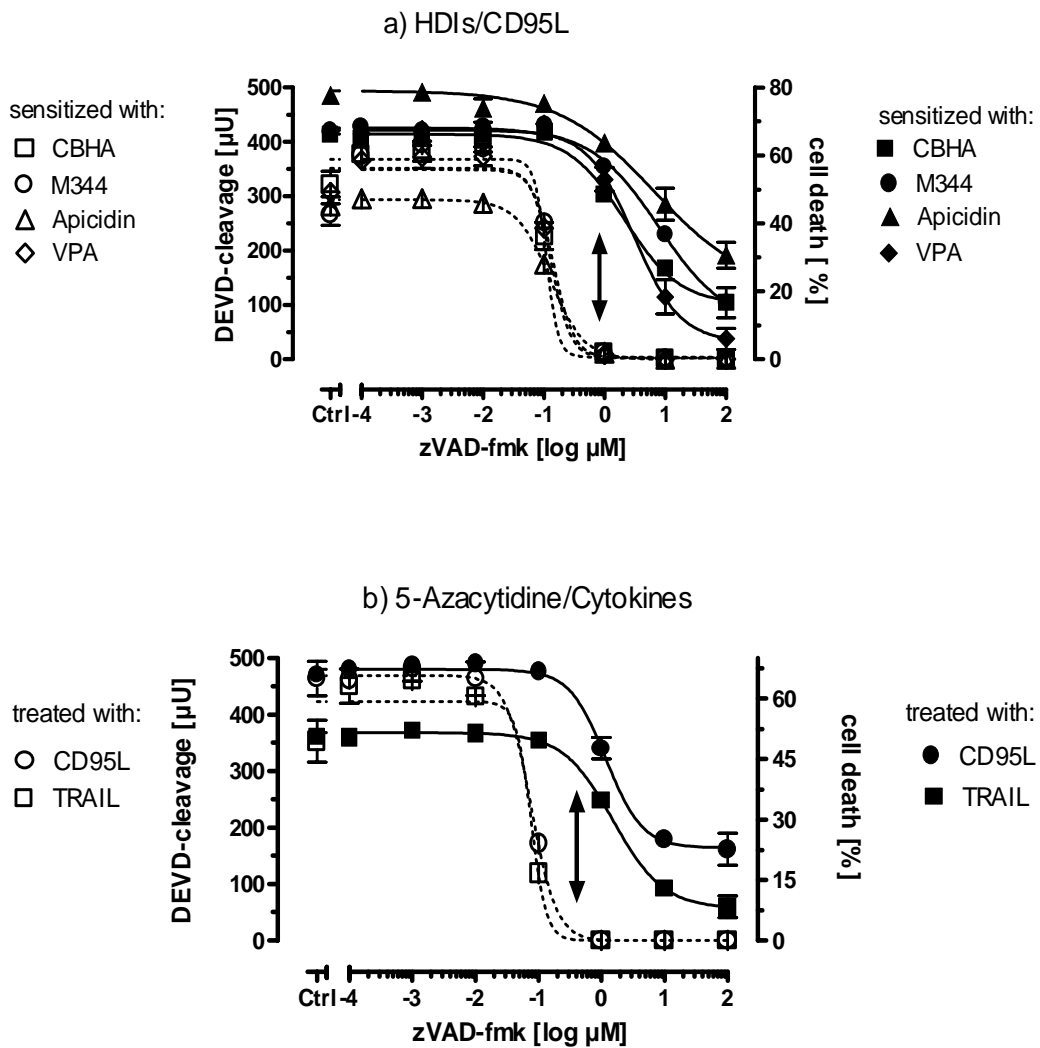 a) HDIs/CD95L
sensitized with:
CBHA
M344
Apicidin
VPA
DEVD-cleavage [µU]
500
400
300
200
100
0
80
60
40
20
0
cell death [ %]
sensitized with:
CBHA
M344
Apicidin
VPA
Ctrl -4 -3 -2 -1 0 1 2
zVAD-fmk [log µM]
b) 5-Azacytidine/Cytokines
treated with:
CD95L
TRAIL
DEVD-cleavage [µU]
500
400
300
200
100
0
60
45
30
15
0
cell death [%]
treated with:
CD95L
TRAIL
Ctrl -4 -3 -2 -1 0 1 2
zVAD-fmk [log µM]